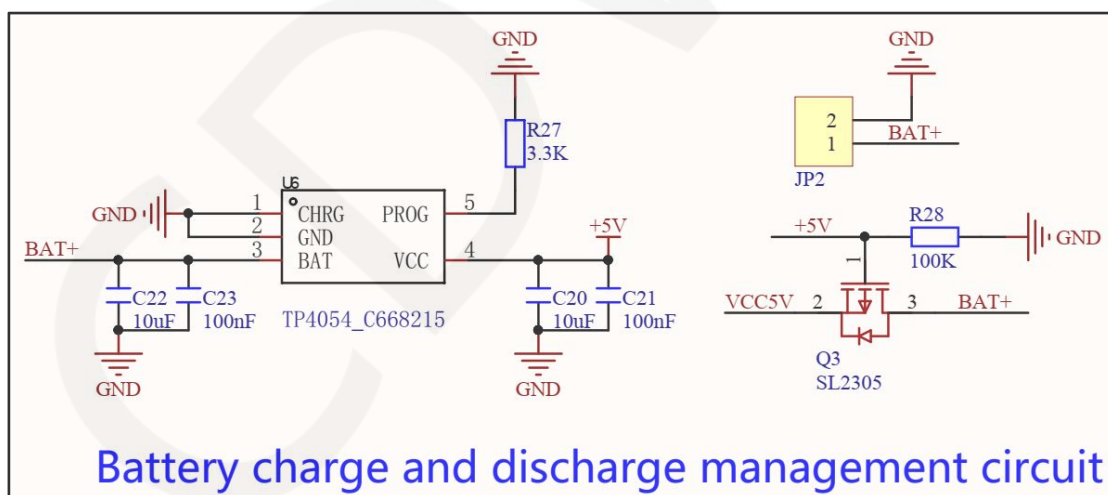 GND
GND
R27
3.3K
2
1
BAT+
JP2
U6
GND
1
CHRG
PROG
5
2
GND
BAT+
3
BAT
VCC
4
+5V
C22
10uF
C23
100nF
TP4054_C668215
C20
10uF
C21
100nF
GND
GND
+5V
R28
100K
GND
1
VCC5V
2
3
BAT+
Q3
SL2305
Battery charge and discharge management circuit